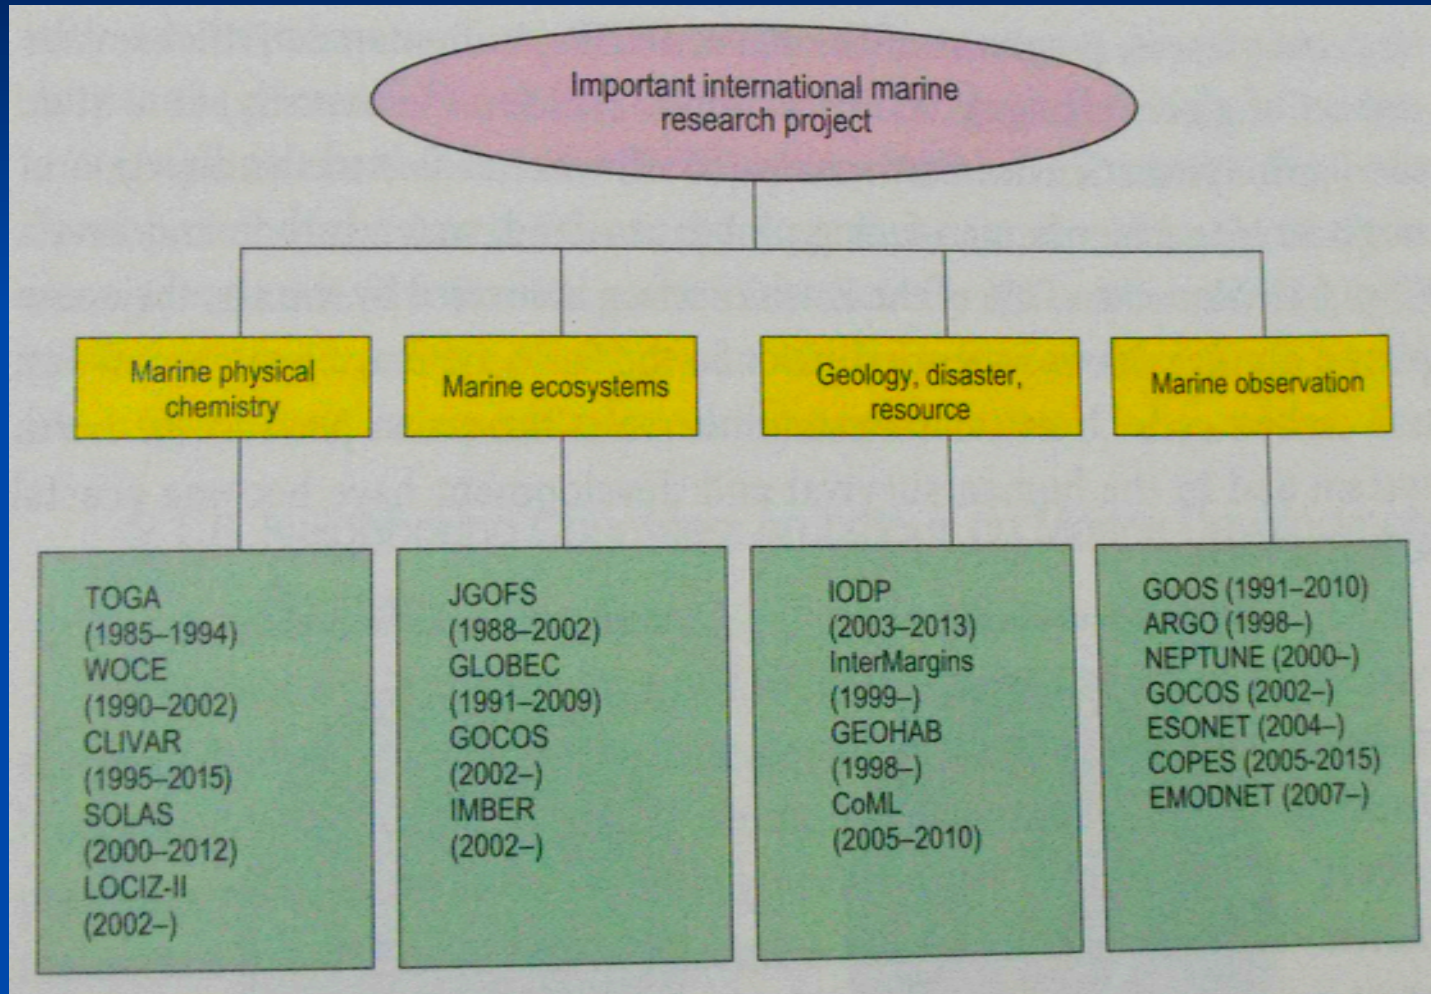 Important international marine
research project
Marine physical
chemistry
Marine ecosystems
Geology, disaster,
resource
Marine observation
TOGA
(1985–1994)
WOCE
(1990–2002)
CLIVAR
(1995–2015)
SOLAS
(2000–2012)
LOCIZ-II
(2002–)
JGOFS
(1988–2002)
GLOBEC
(1991–2009)
GOCOS
(2002–)
IMBER
(2002–)
IODP
(2003–2013)
InterMargins
(1999–)
GEOHAB
(1998–)
CoML
(2005–2010)
GOOS (1991–2010)
ARGO (1998–)
NEPTUNE (2000–)
GOCOS (2002–)
ESONET (2004–)
COPES (2005-2015)
EMODNET (2007–)